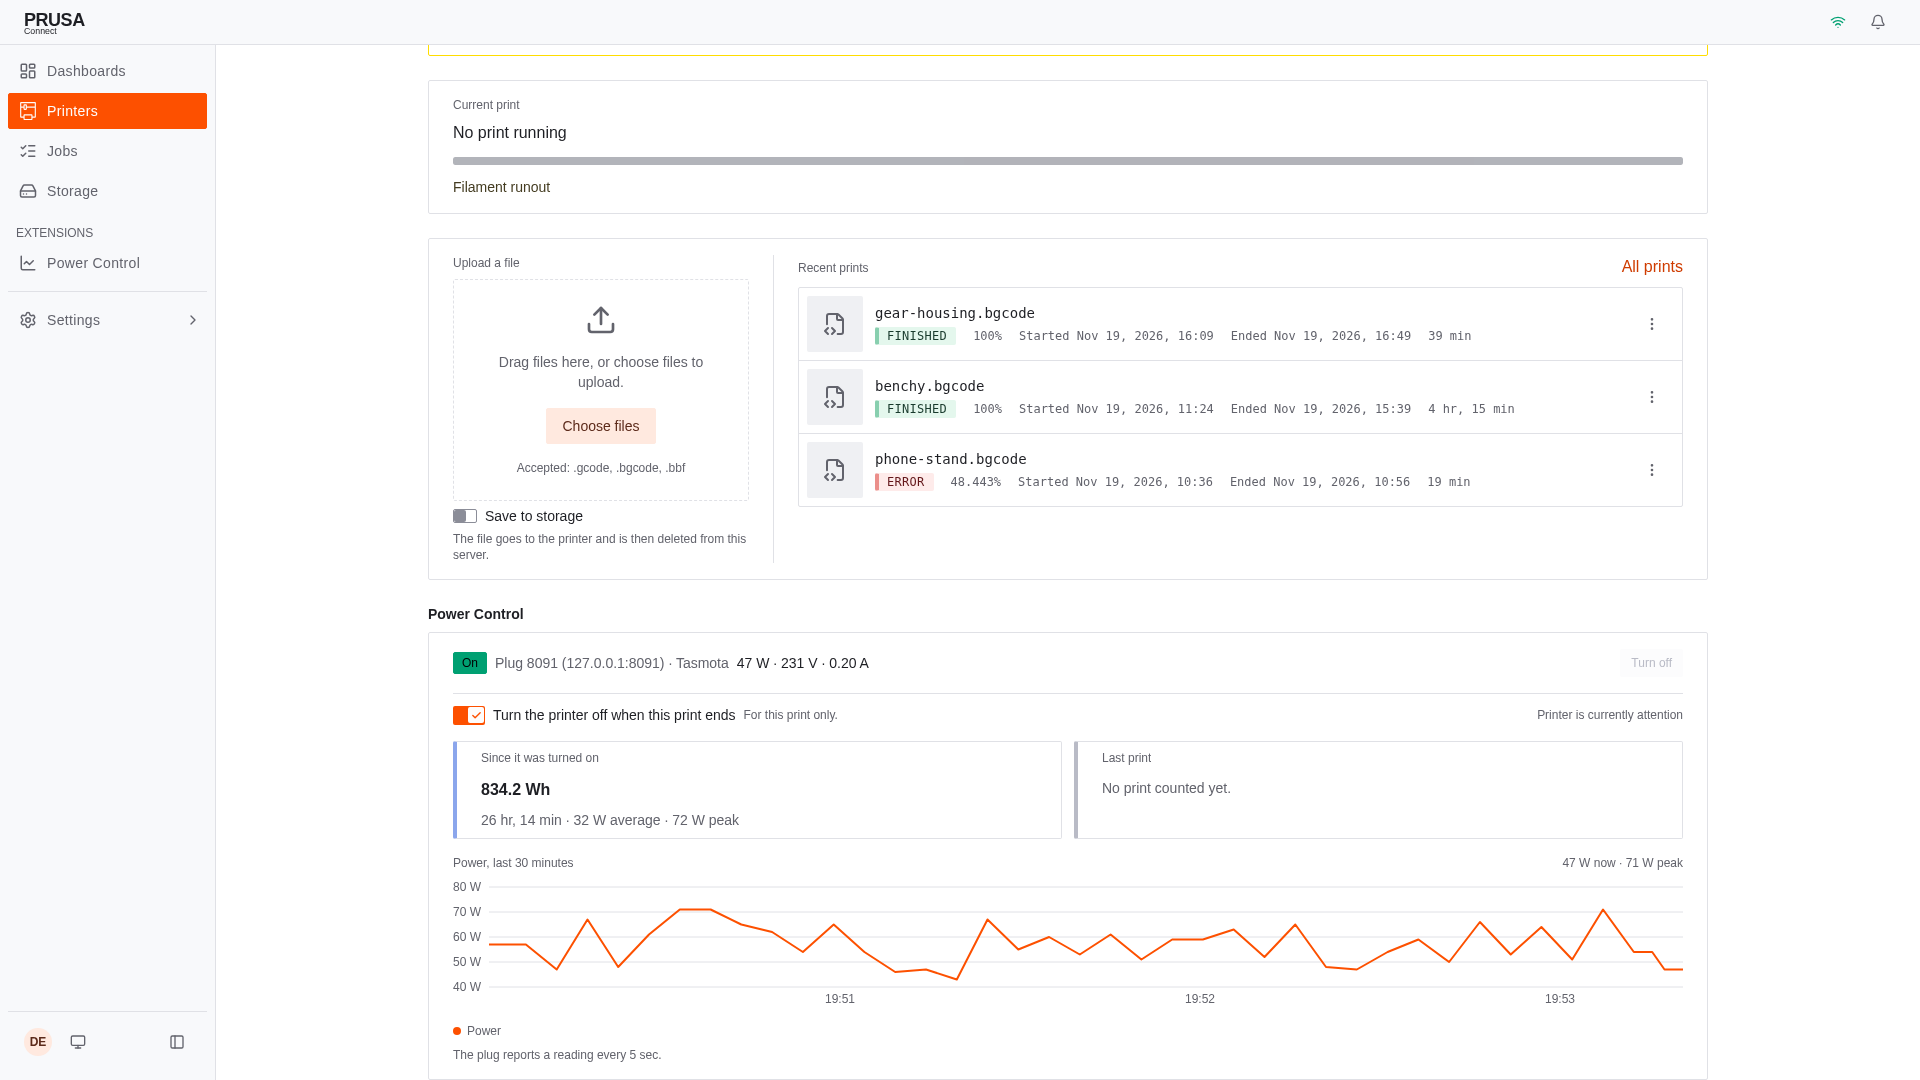 PRUSA
Connect
Dashboards
Printers
Jobs
Storage
EXTENSIONS
Power Control
Settings
DE
Current print
No print running
Filament runout
Upload a file
Drag files here, or choose files to
upload.
Choose files
Accepted: .gcode, .bgcode, .bbf
Save to storage
The file goes to the printer and is then deleted from this
server.
Recent prints
All prints
gear-housing.bgcode
FINISHED 100% Started Nov 19, 2026, 16:09 Ended Nov 19, 2026, 16:49 39 min
benchy.bgcode
FINISHED 100% Started Nov 19, 2026, 11:24 Ended Nov 19, 2026, 15:39 4 hr, 15 min
phone-stand.bgcode
ERROR 48.443% Started Nov 19, 2026, 10:36 Ended Nov 19, 2026, 10:56 19 min
Power Control
On Plug 8091 (127.0.0.1:8091) · Tasmota 47 W · 231 V · 0.20 A Turn off
Turn the printer off when this print ends For this print only. Printer is currently attention
Since it was turned on
834.2 Wh
26 hr, 14 min · 32 W average · 72 W peak
Last print
No print counted yet.
Power, last 30 minutes 47 W now · 71 W peak
80 W
70 W
60 W
50 W
40 W
19:51 19:52 19:53
Power
The plug reports a reading every 5 sec.